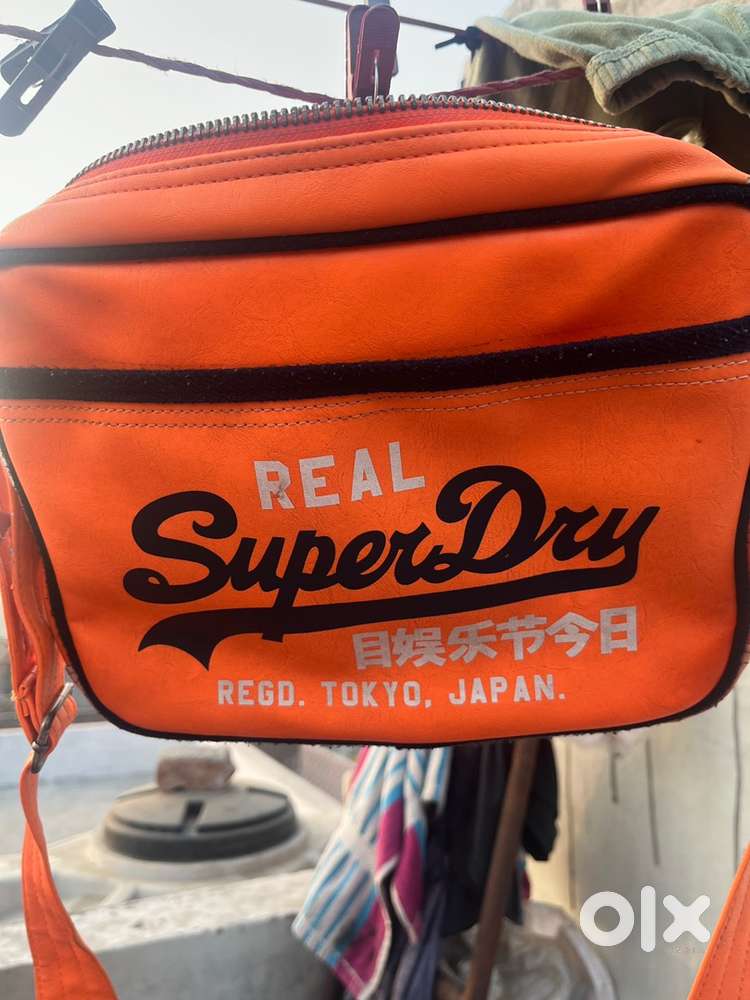 REAL
SuperDry
目娱乐节今日
REGD. TOKYO, JAPAN.
olx